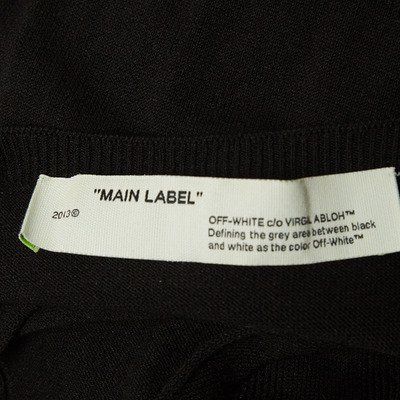 "MAIN LABEL"
2013©
OFF-WHITE c/o VIRGIL ABLOH™
Defining the grey area between black
and white as the color Off-White™